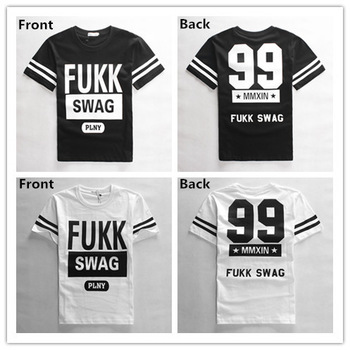 Front
Back
FUKK
SWAG
PLNY
99
★ MMXIN ★
FUKK SWAG
Front
Back
FUKK
SWAG
PLNY
99
★ MMXIN ★
FUKK SWAG